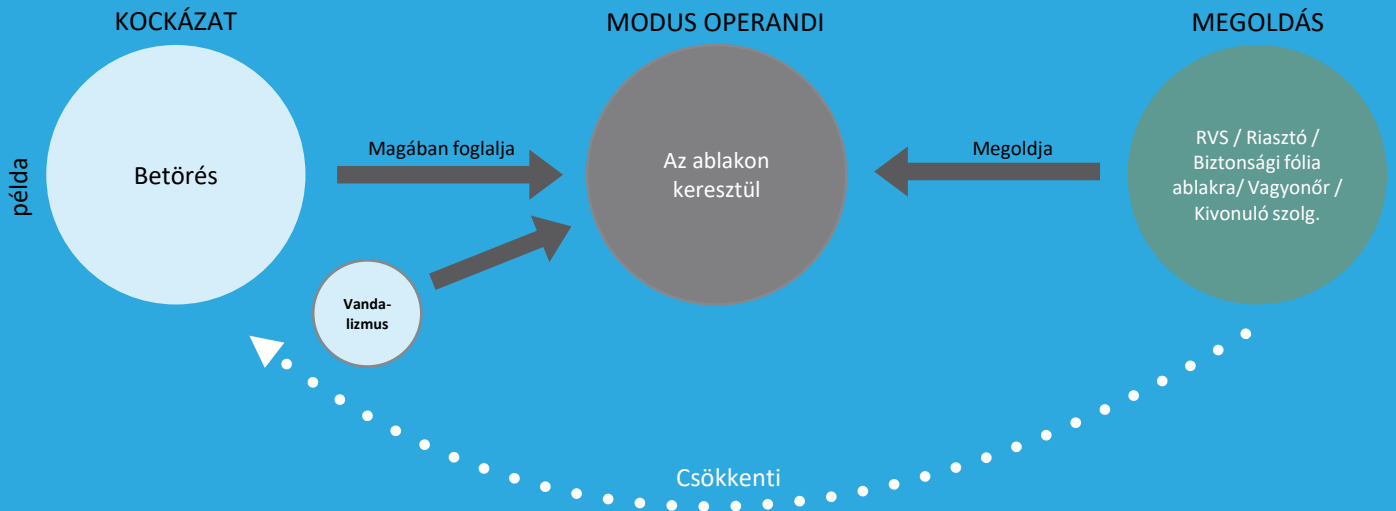 KOCKÁZAT
MODUS OPERANDI
MEGOLDÁS
példa
Betörés
Magában foglalja
Az ablakon
keresztül
Megoldja
RVS / Riasztó /
Biztonsági fólia
ablakra/ Vagyonőr /
Kivonuló szolg.
Vanda-
lizmus
Csökkenti